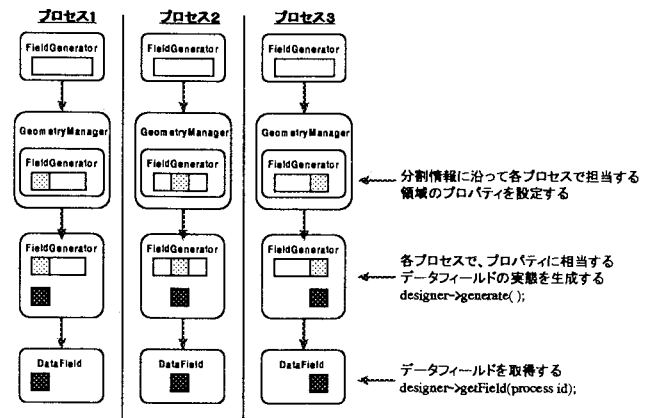 プロセス1
プロセス2
プロセス3
FieldGenerator
FieldGenerator
FieldGenerator
GeometryManager
GeometryManager
GeometryManager
FieldGenerator
FieldGenerator
FieldGenerator
分割情報に沿って各プロセスで担当する
領域のプロパティを設定する
FieldGenerator
FieldGenerator
FieldGenerator
各プロセスで、プロパティに相当する
データフィールドの実態を生成する
designer->generate( );
DataField
DataField
DataField
データフィールドを取得する
designer->getField(process id);